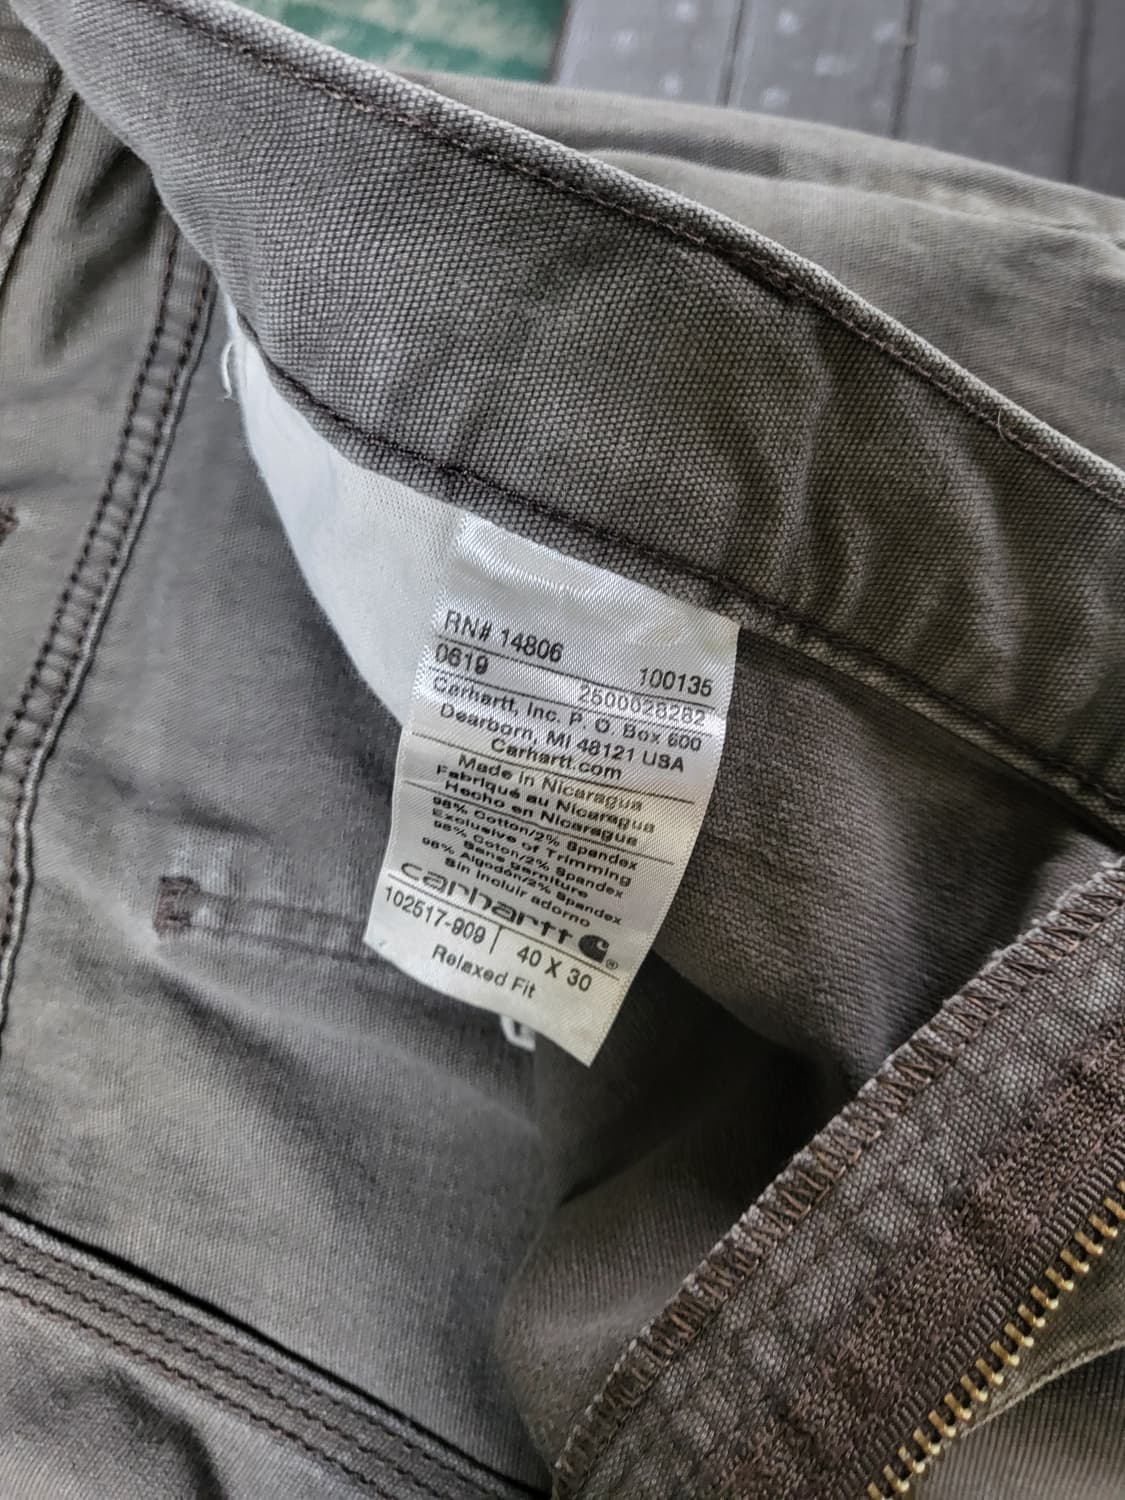 RN# 14806
0619 100135
2500028282
Carhartt, Inc. P. O. Box 600
Dearborn, MI 48121 USA
Carhartt.com
Made in Nicaragua
Fabriqué au Nicaragua
Hecho en Nicaragua
98% Cotton/2% Spandex
Exclusive of Trimming
98% Coton/2% Spandex
Sans Garniture
98% Algodón/2% Spandex
Sin incluir adorno
carhartt ®
102517-909 | 40 X 30
Relaxed Fit